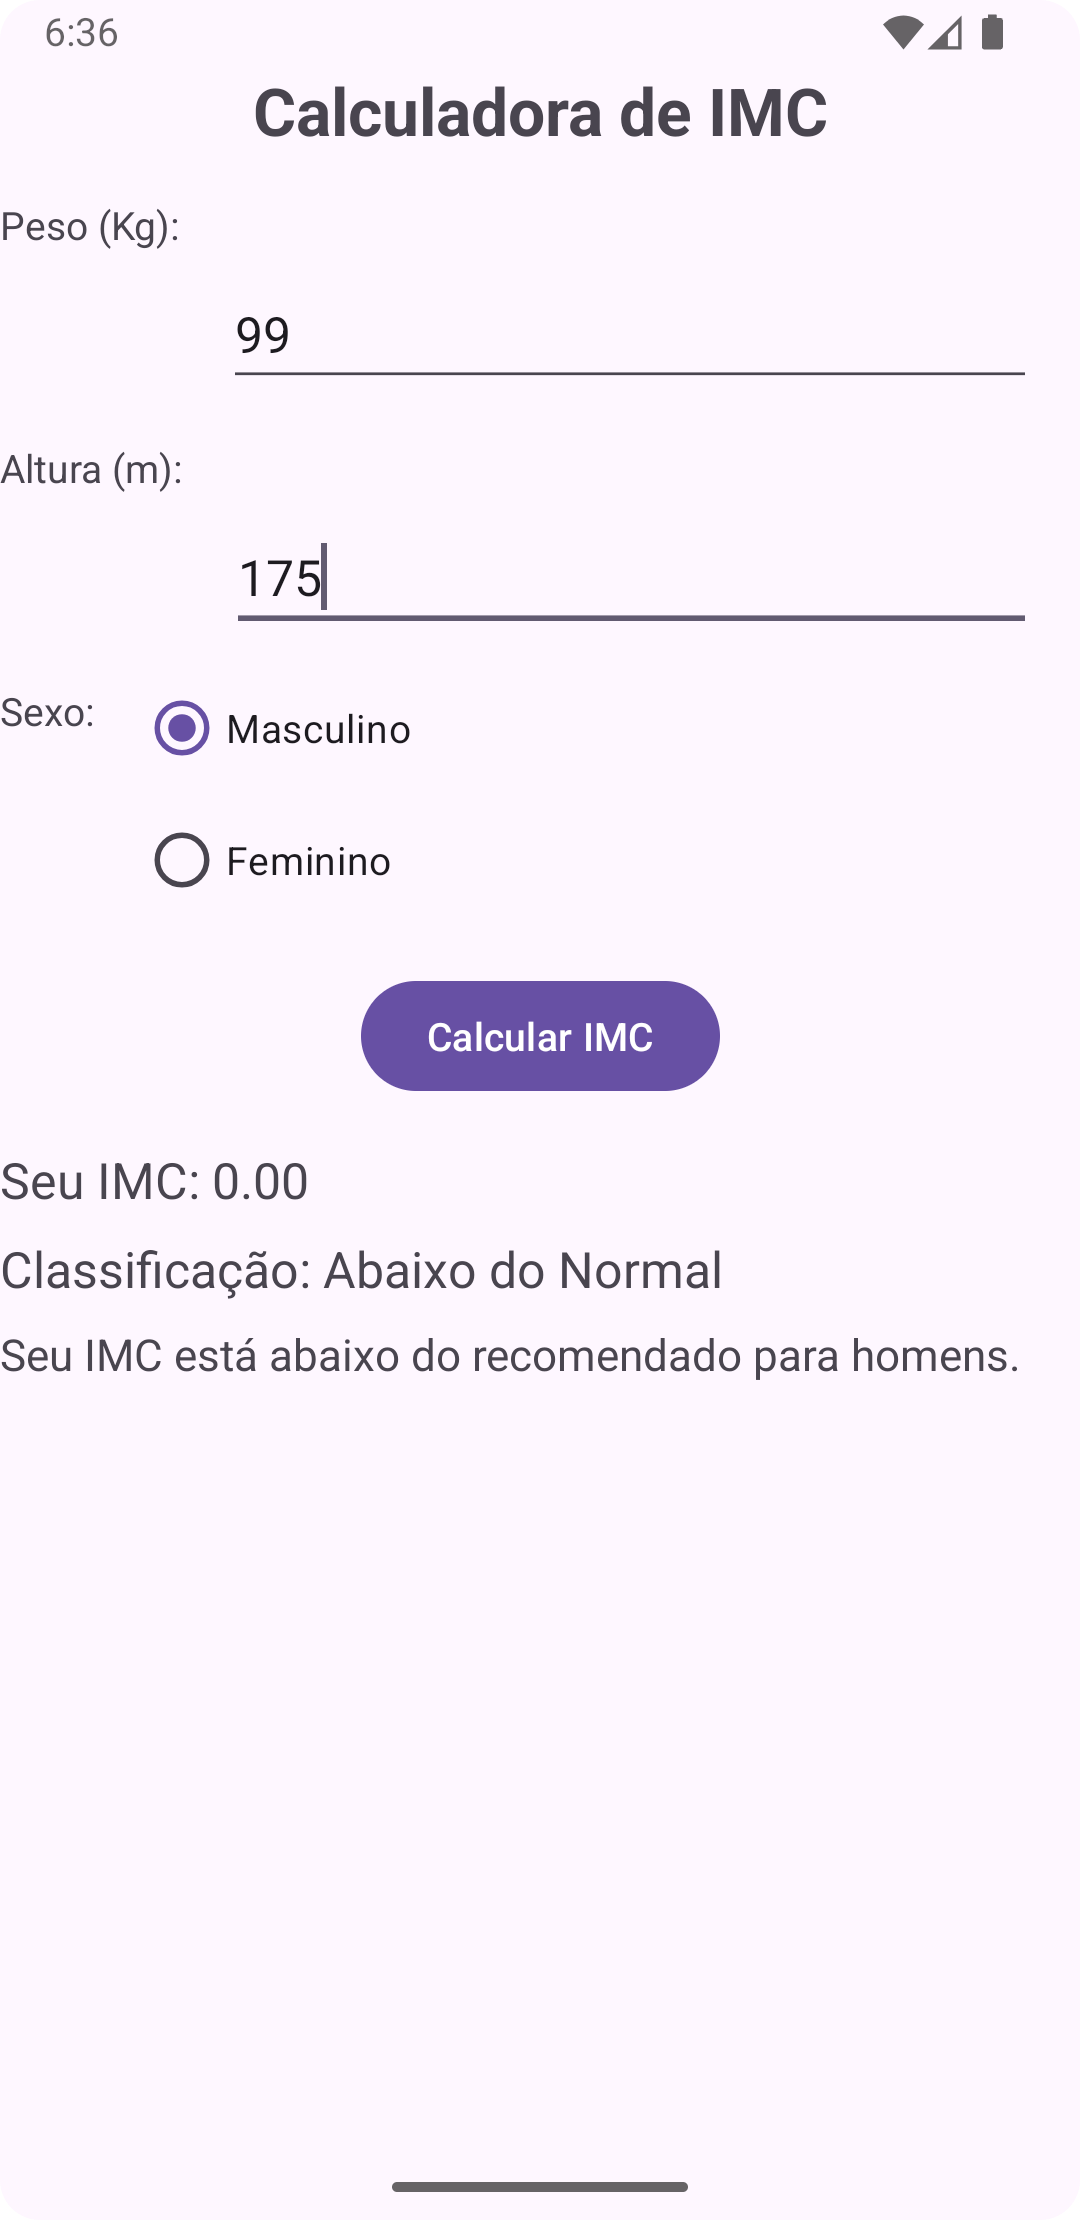 6:36
Calculadora de IMC
Peso (Kg):
99
Altura (m):
175
Sexo:
Masculino
Feminino
Calcular IMC
Seu IMC: 0.00
Classificação: Abaixo do Normal
Seu IMC está abaixo do recomendado para homens.